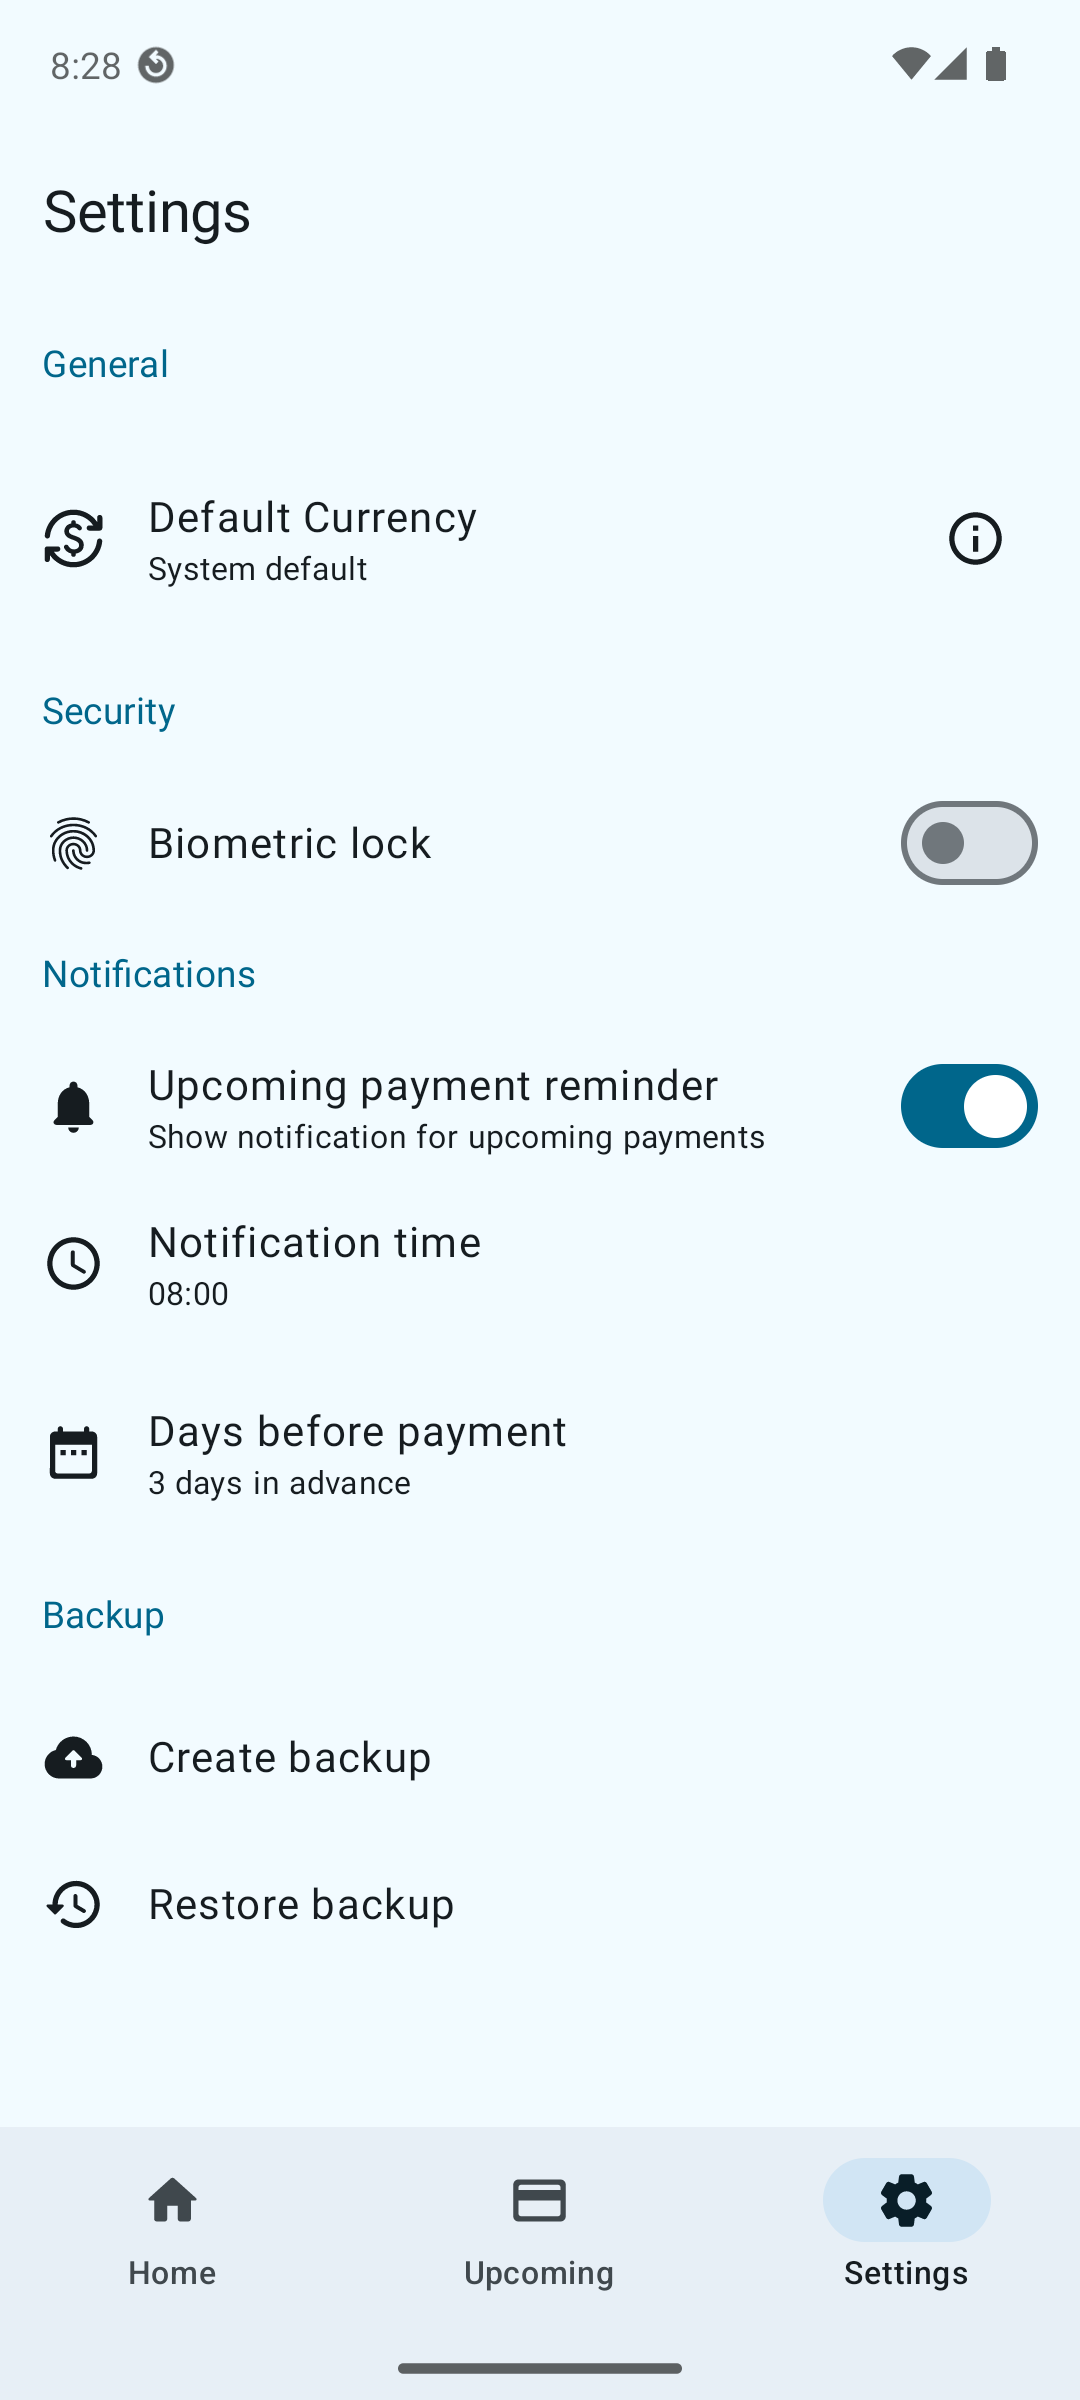 8:28
Settings
General
Default Currency
System default
Security
Biometric lock
Notifications
Upcoming payment reminder
Show notification for upcoming payments
Notification time
08:00
Days before payment
3 days in advance
Backup
Create backup
Restore backup
Home
Upcoming
Settings